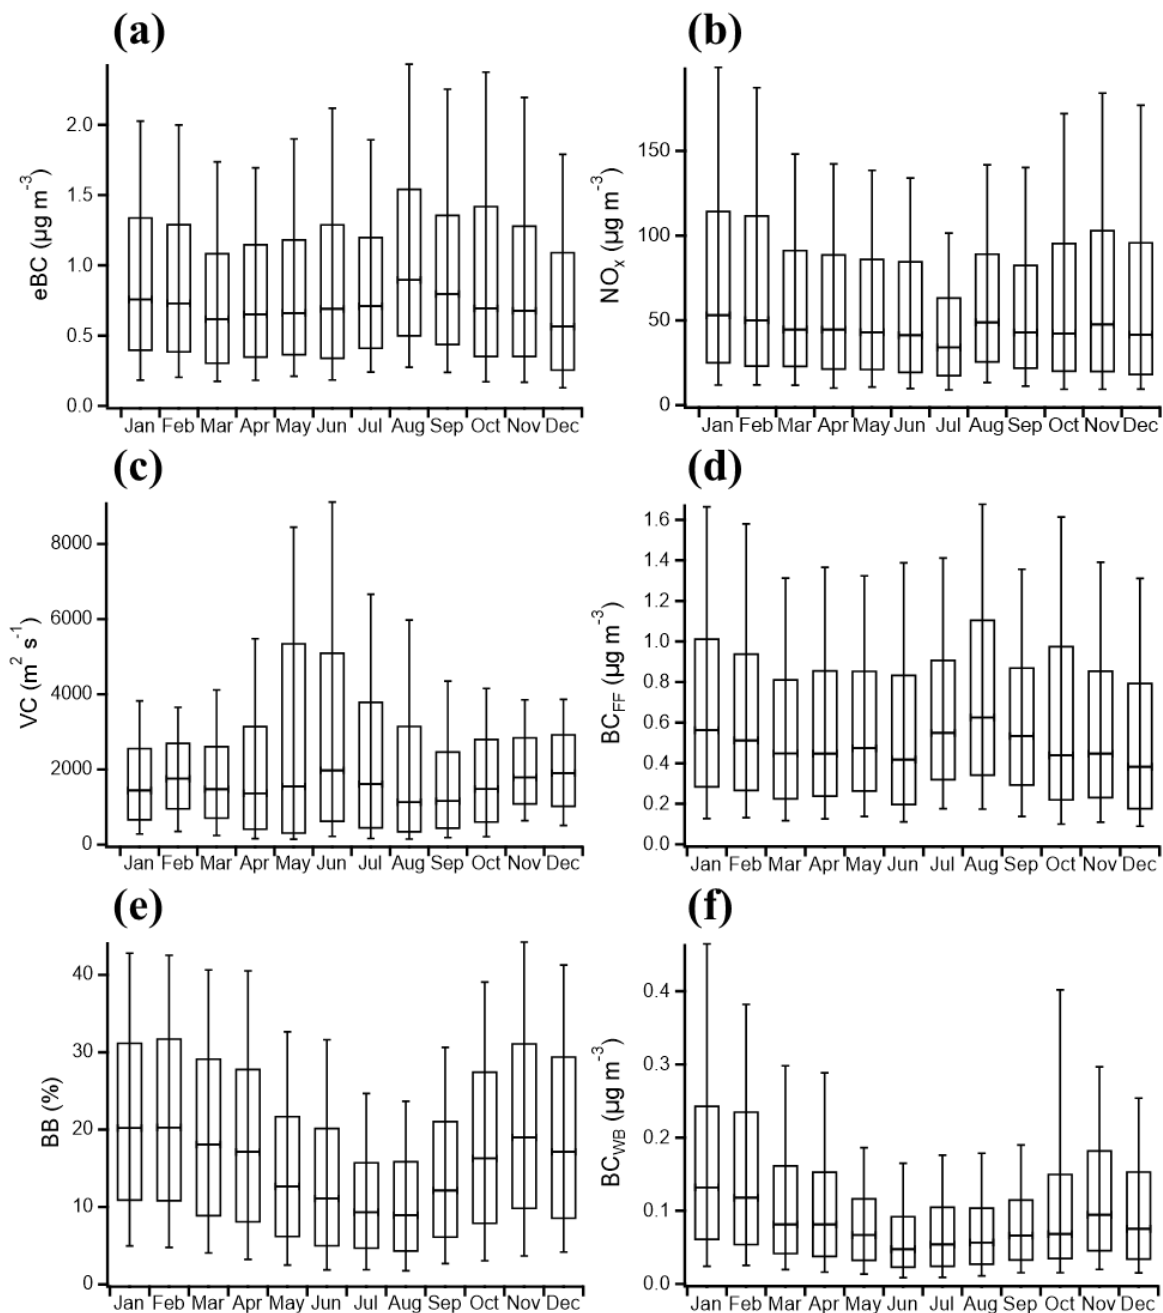 (a)
eBC (µg m⁻³)
2.0
1.5
1.0
0.5
0.0
Jan Feb Mar Apr May Jun Jul Aug Sep Oct Nov Dec
(b)
NOₓ (µg m⁻³)
150
100
50
0
Jan Feb Mar Apr May Jun Jul Aug Sep Oct Nov Dec
(c)
VC (m² s⁻¹)
8000
6000
4000
2000
0
Jan Feb Mar Apr May Jun Jul Aug Sep Oct Nov Dec
(d)
BC_FF (µg m⁻³)
1.6
1.4
1.2
1.0
0.8
0.6
0.4
0.2
0.0
Jan Feb Mar Apr May Jun Jul Aug Sep Oct Nov Dec
(e)
BB (%)
40
30
20
10
0
Jan Feb Mar Apr May Jun Jul Aug Sep Oct Nov Dec
(f)
BC_WB (µg m⁻³)
0.4
0.3
0.2
0.1
0.0
Jan Feb Mar Apr May Jun Jul Aug Sep Oct Nov Dec